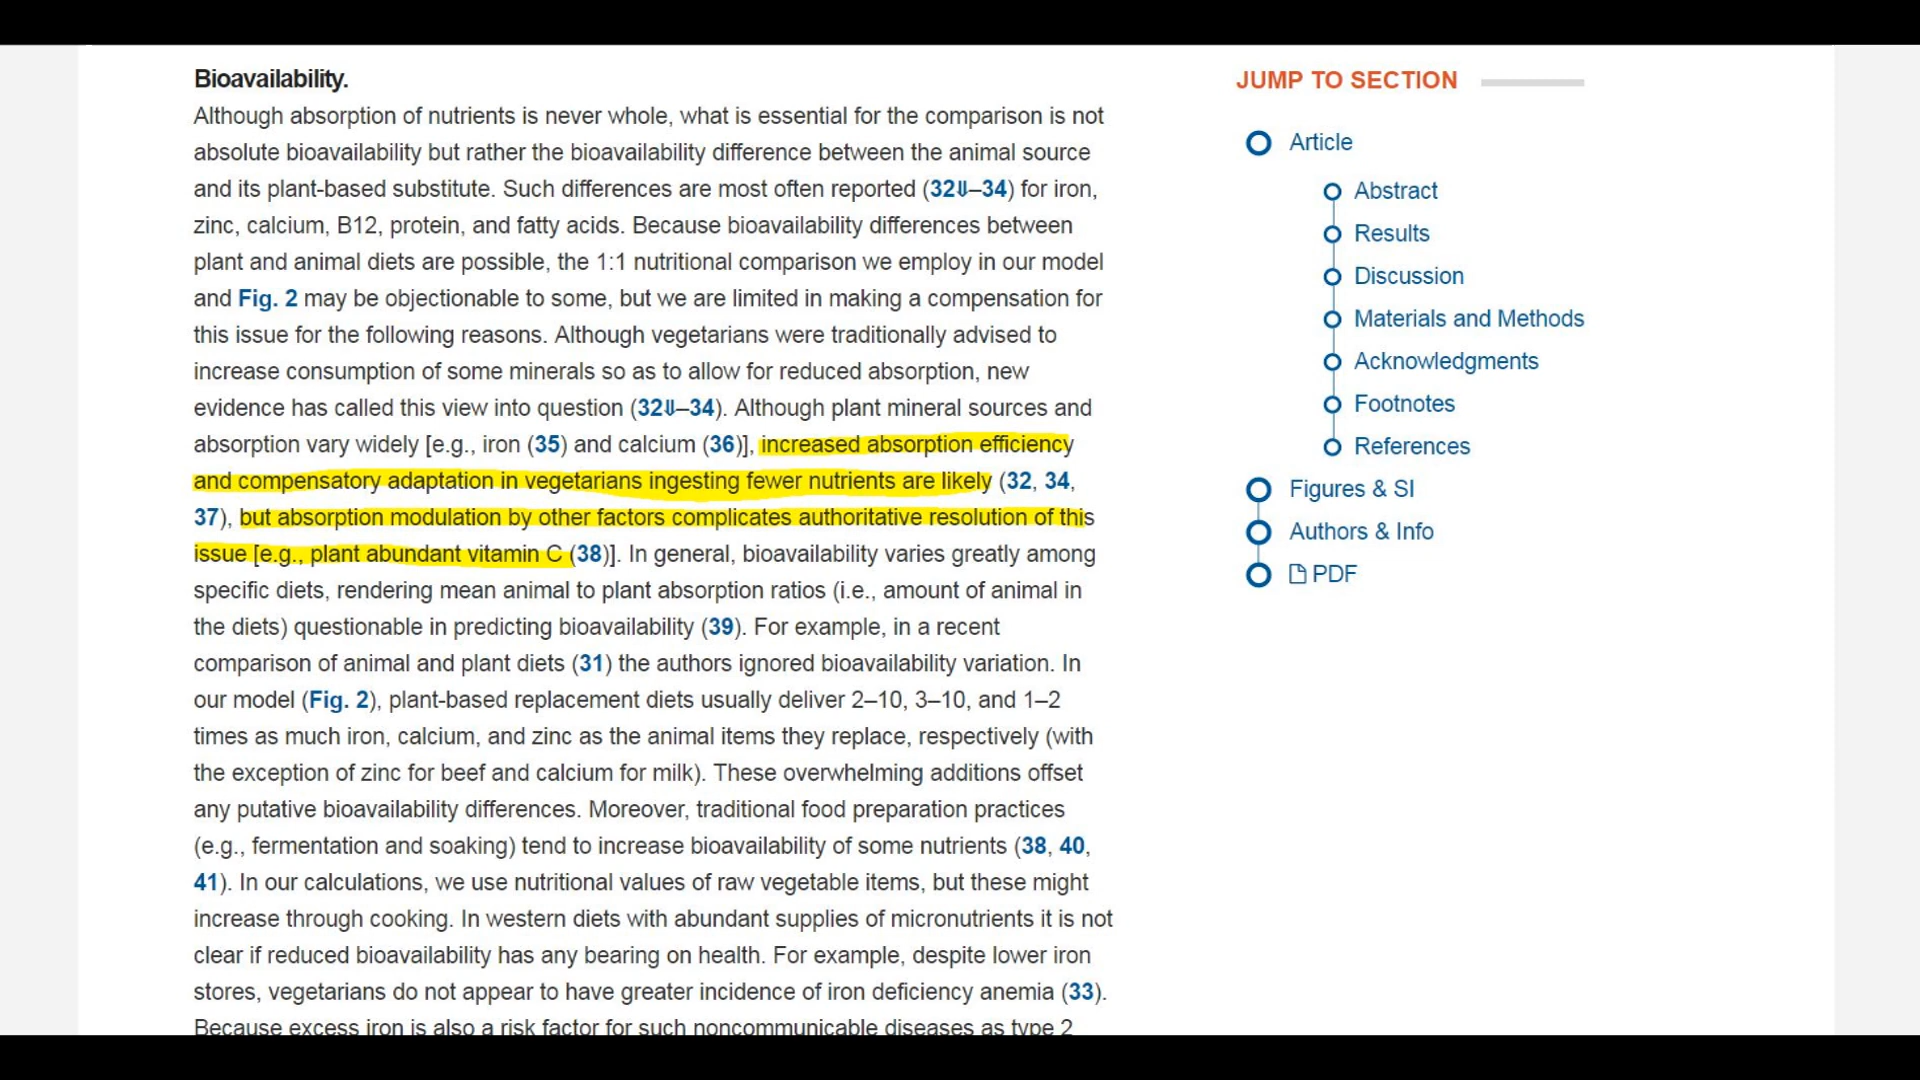 Bioavailability.
Although absorption of nutrients is never whole, what is essential for the comparison is not
absolute bioavailability but rather the bioavailability difference between the animal source
and its plant-based substitute. Such differences are most often reported (32⇓–34) for iron,
zinc, calcium, B12, protein, and fatty acids. Because bioavailability differences between
plant and animal diets are possible, the 1:1 nutritional comparison we employ in our model
and Fig. 2 may be objectionable to some, but we are limited in making a compensation for
this issue for the following reasons. Although vegetarians were traditionally advised to
increase consumption of some minerals so as to allow for reduced absorption, new
evidence has called this view into question (32⇓–34). Although plant mineral sources and
absorption vary widely [e.g., iron (35) and calcium (36)], increased absorption efficiency
and compensatory adaptation in vegetarians ingesting fewer nutrients are likely (32, 34,
37), but absorption modulation by other factors complicates authoritative resolution of this
issue [e.g., plant abundant vitamin C (38)]. In general, bioavailability varies greatly among
specific diets, rendering mean animal to plant absorption ratios (i.e., amount of animal in
the diets) questionable in predicting bioavailability (39). For example, in a recent
comparison of animal and plant diets (31) the authors ignored bioavailability variation. In
our model (Fig. 2), plant-based replacement diets usually deliver 2–10, 3–10, and 1–2
times as much iron, calcium, and zinc as the animal items they replace, respectively (with
the exception of zinc for beef and calcium for milk). These overwhelming additions offset
any putative bioavailability differences. Moreover, traditional food preparation practices
(e.g., fermentation and soaking) tend to increase bioavailability of some nutrients (38, 40,
41). In our calculations, we use nutritional values of raw vegetable items, but these might
increase through cooking. In western diets with abundant supplies of micronutrients it is not
clear if reduced bioavailability has any bearing on health. For example, despite lower iron
stores, vegetarians do not appear to have greater incidence of iron deficiency anemia (33).
Because excess iron is also a risk factor for such noncommunicable diseases as type 2
JUMP TO SECTION
Article
Abstract
Results
Discussion
Materials and Methods
Acknowledgments
Footnotes
References
Figures & SI
Authors & Info
PDF